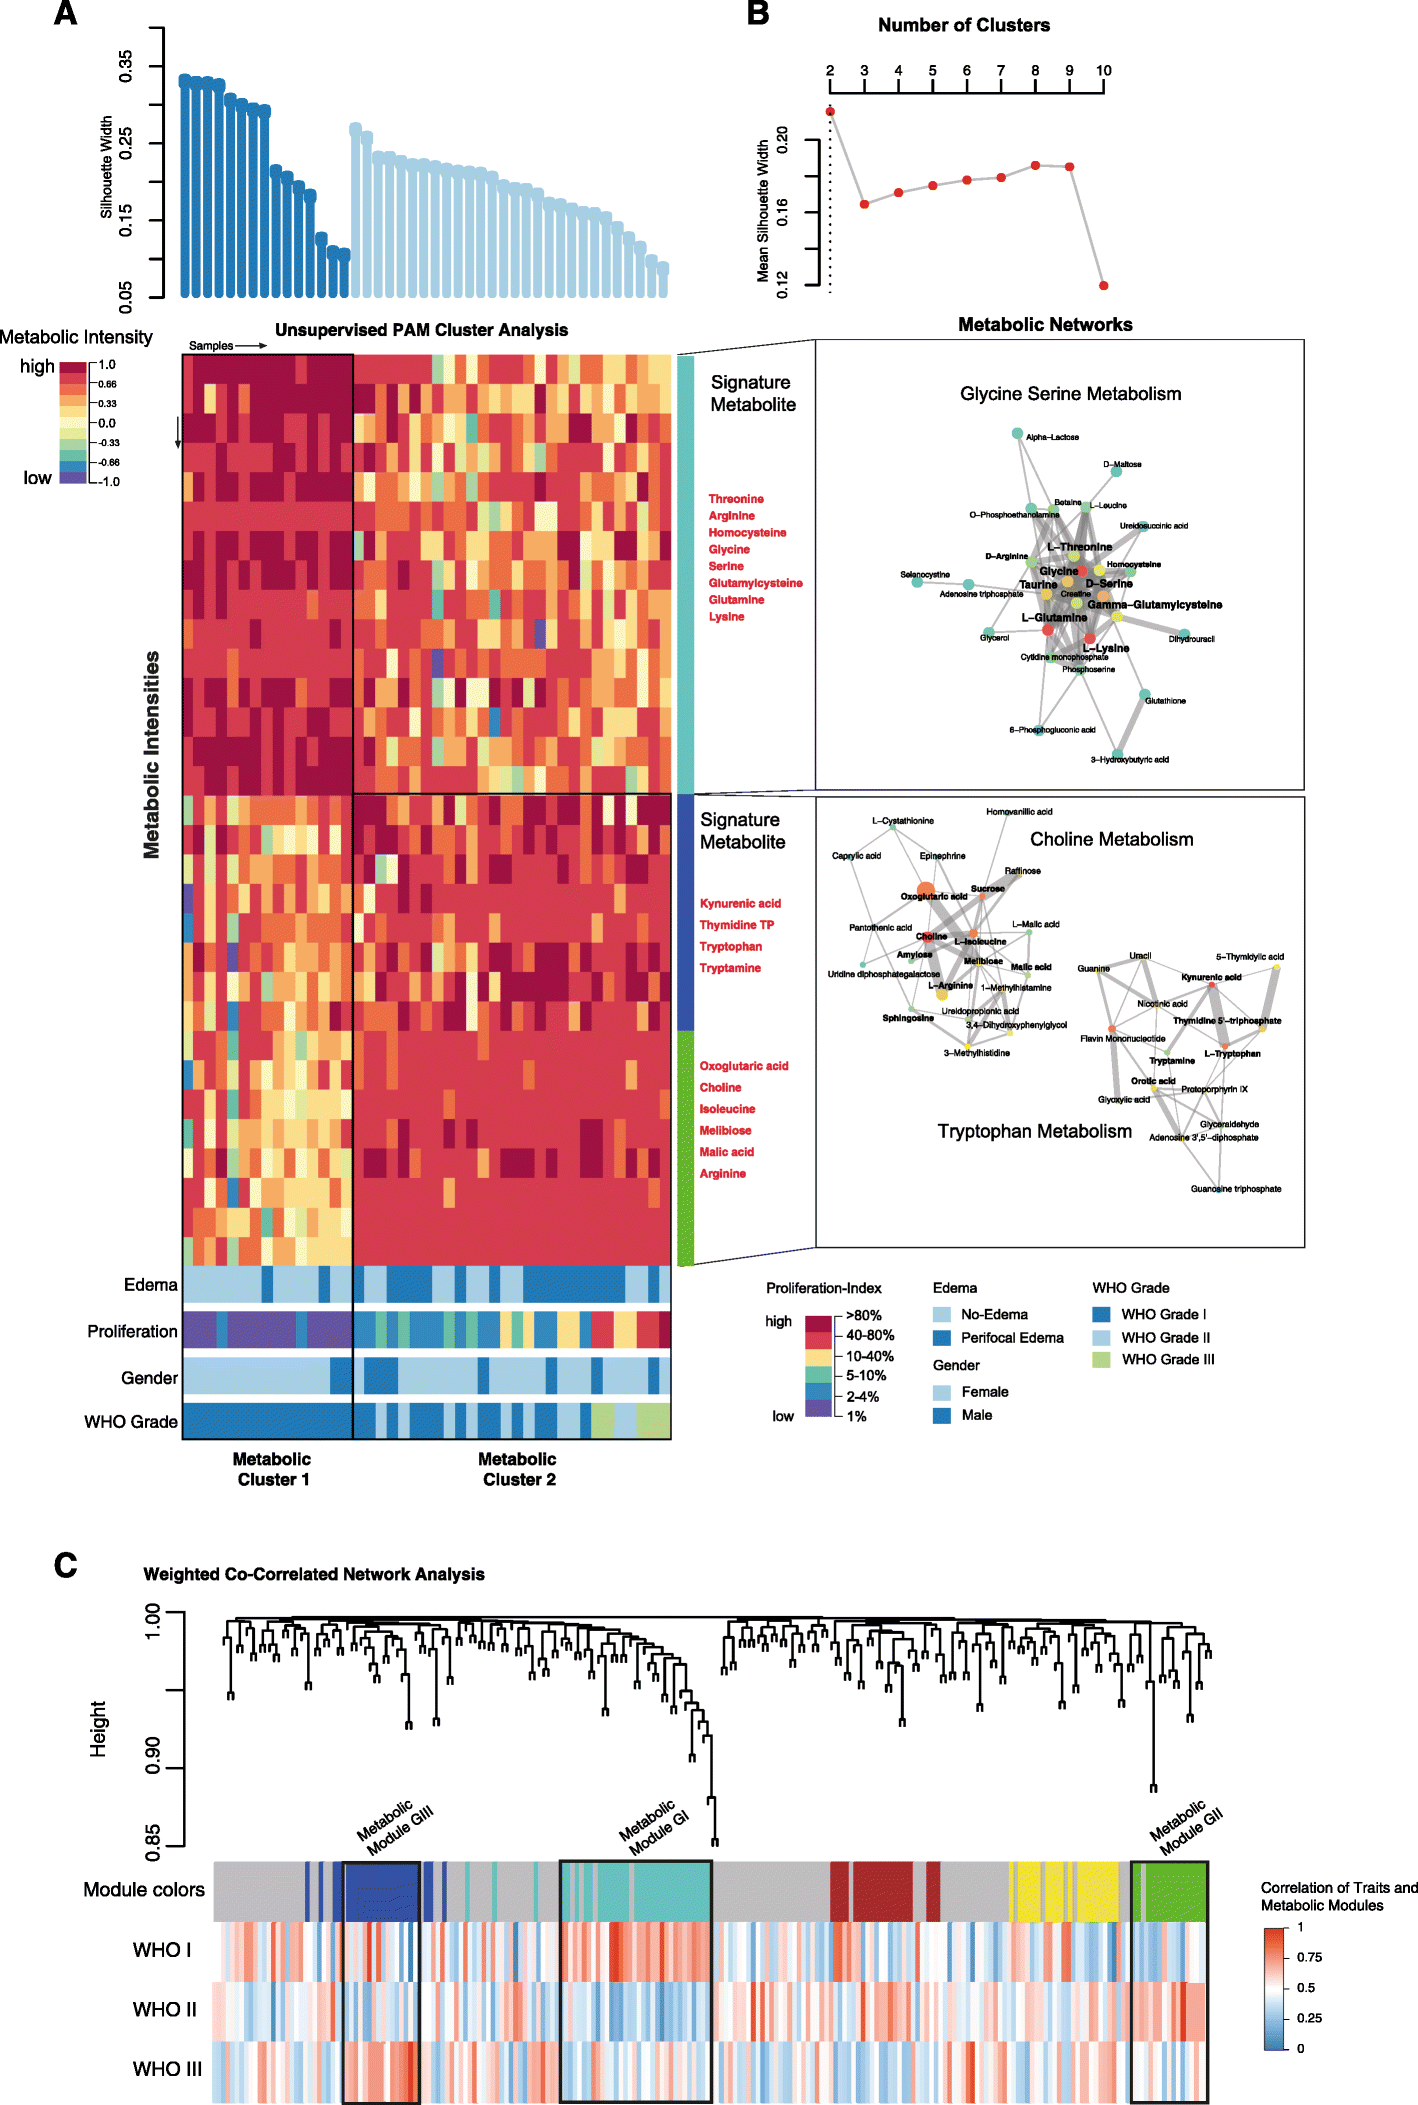 A
0.35
0.25
0.15
0.05
Silhouette Width
B
Number of Clusters
2 3 4 5 6 7 8 9 10
0.20
0.16
0.12
Mean Silhouette Width
Metabolic Intensity
high
low
1.0
0.66
0.33
0.0
-0.33
-0.66
-1.0
Unsupervised PAM Cluster Analysis
Samples
Metabolic Intensities
Signature
Metabolite
Threonine
Arginine
Homocysteine
Glycine
Serine
Glutamylcysteine
Glutamine
Lysine
Signature
Metabolite
Kynurenic acid
Thymidine TP
Tryptophan
Tryptamine
Oxoglutaric acid
Choline
Isoleucine
Melibiose
Malic acid
Arginine
Metabolic Networks
Glycine Serine Metabolism
Alpha-Lactose
D-Maltose
Betaine
L-Leucine
O-Phosphoethanolamine
Ureidosuccinic acid
L-Threonine
D-Arginine
Homocysteine
Glycine
Selenocystine
Taurine
D-Serine
Adenosine triphosphate
Creatine
Gamma-Glutamylcysteine
L-Glutamine
Glycerol
Dihydrouracil
L-Lysine
Cytidine monophosphate
Phosphoserine
Glutathione
6-Phosphogluconic acid
3-Hydroxybutyric acid
Homovanillic acid
L-Cystathionine
Choline Metabolism
Caprylic acid
Epinephrine
Raffinose
Sucrose
Oxoglutaric acid
Pantothenic acid
L-Malic acid
Choline
L-Isoleucine
Amylose
Melibiose
Malic acid
Uridine diphosphategalactose
L-Arginine
1-Methylhistamine
Ureidopropionic acid
Sphingosine
3,4-Dihydroxyphenylglycol
3-Methylhistidine
Uracil
5-Thymidylic acid
Guanine
Kynurenic acid
Nicotinic acid
Thymidine 5'-triphosphate
Flavin Mononucleotide
L-Tryptophan
Tryptamine
Orotic acid
Protoporphyrin IX
Glyoxylic acid
Glyceraldehyde
Tryptophan Metabolism
Adenosine 3',5'-diphosphate
Guanosine triphosphate
Edema
Proliferation
Gender
WHO Grade
Metabolic
Cluster 1
Metabolic
Cluster 2
Proliferation-Index
high
low
>80%
40-80%
10-40%
5-10%
2-4%
1%
Edema
No-Edema
Perifocal Edema
Gender
Female
Male
WHO Grade
WHO Grade I
WHO Grade II
WHO Grade III
C
Weighted Co-Correlated Network Analysis
1.00
0.90
0.85
Height
Metabolic
Module GIII
Metabolic
Module GI
Metabolic
Module GII
Module colors
WHO I
WHO II
WHO III
Correlation of Traits and
Metabolic Modules
1
0.75
0.5
0.25
0